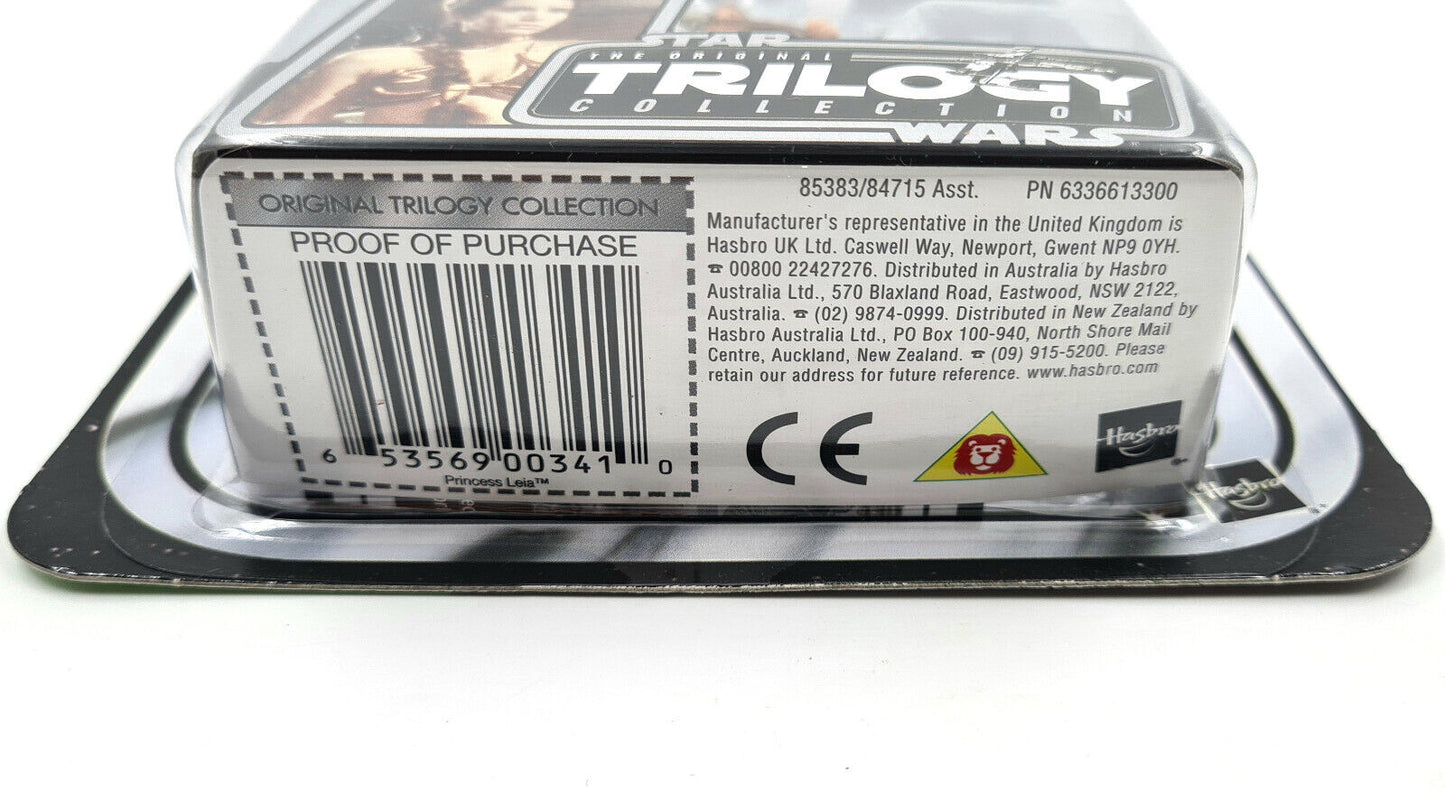 STAR
THE ORIGINAL
TRILOGY
COLLECTION
WARS
ORIGINAL TRILOGY COLLECTION
PROOF OF PURCHASE
6 53569 00341 0
Princess Leia™
85383/84715 Asst. PN 6336613300
Manufacturer's representative in the United Kingdom is
Hasbro UK Ltd. Caswell Way, Newport, Gwent NP9 0YH.
☎ 00800 22427276. Distributed in Australia by Hasbro
Australia Ltd., 570 Blaxland Road, Eastwood, NSW 2122,
Australia. ☎ (02) 9874-0999. Distributed in New Zealand by
Hasbro Australia Ltd., PO Box 100-940, North Shore Mail
Centre, Auckland, New Zealand. ☎ (09) 915-5200. Please
retain our address for future reference. www.hasbro.com
CE
Hasbro
Hasbro